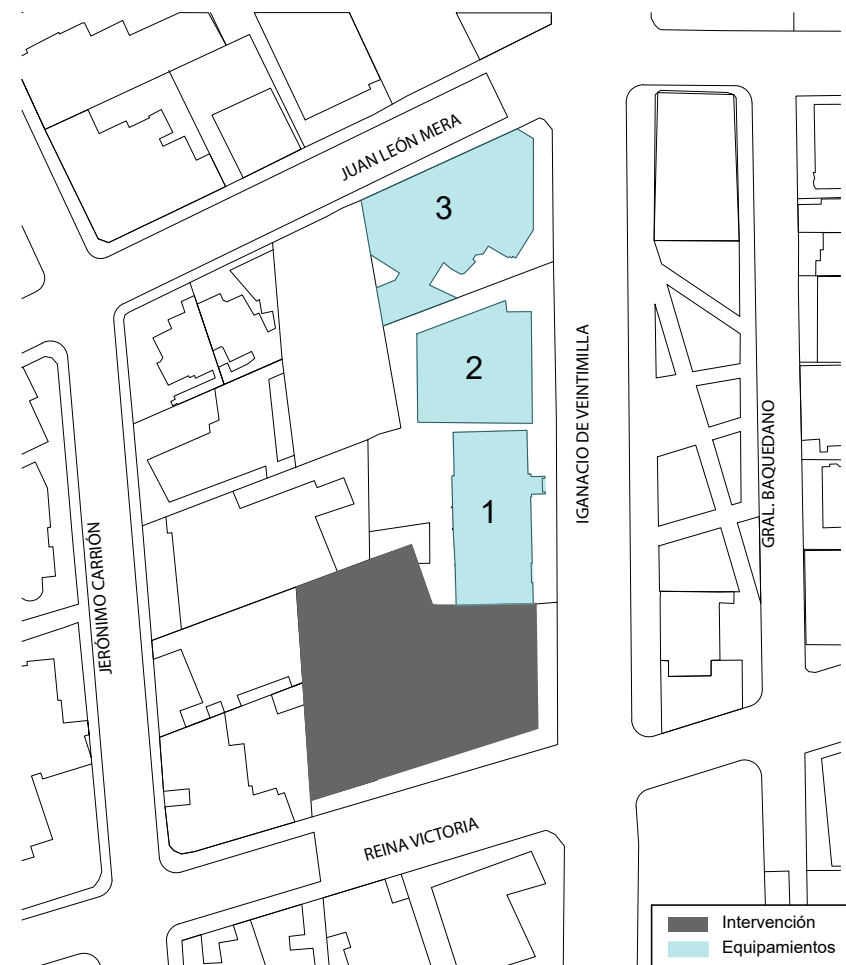 JUAN LEÓN MERA
3
2
IGANACIO DE VEINTIMILLA
GRAL. BAQUEDANO
1
JERÓNIMO CARRIÓN
REINA VICTORIA
Intervención
Equipamientos